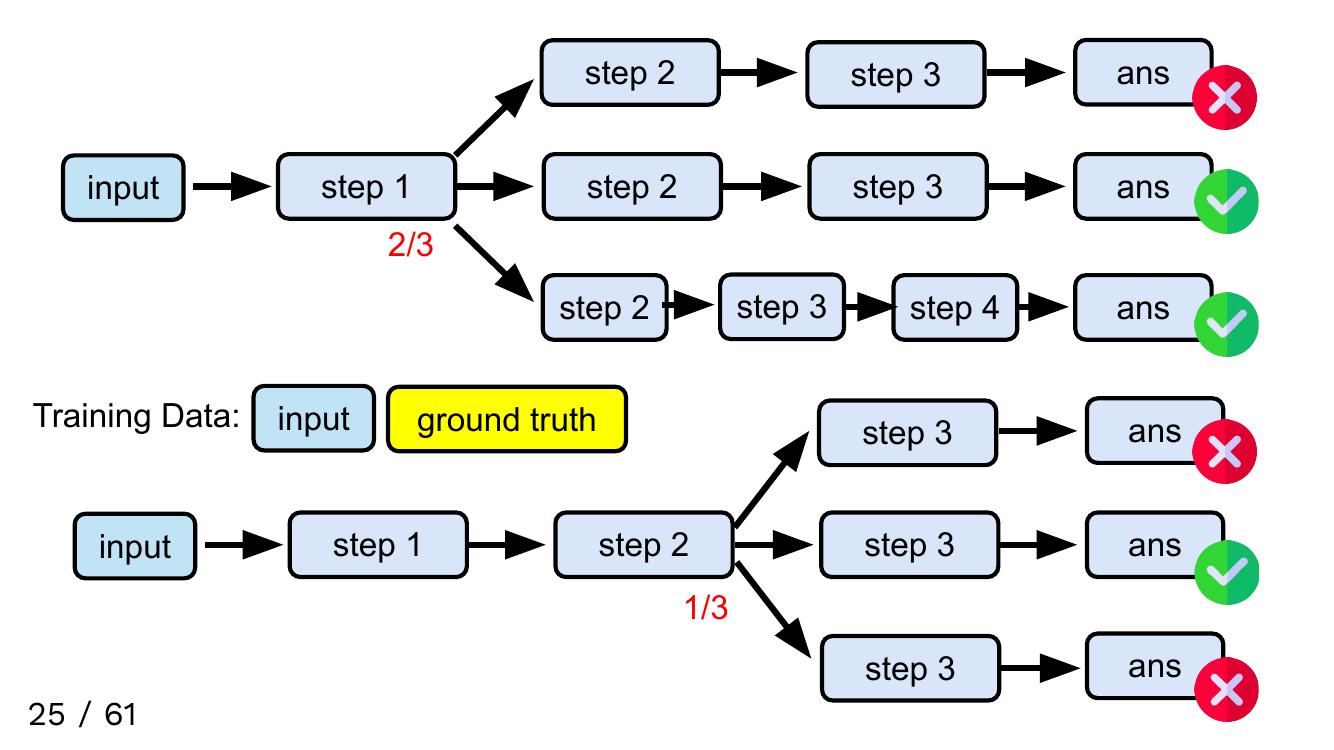 step 2 step 3 ans
input step 1 step 2 step 3 ans
2/3
step 2 step 3 step 4 ans
Training Data: input ground truth
step 3 ans
input step 1 step 2 step 3 ans
1/3
step 3 ans
25 / 61